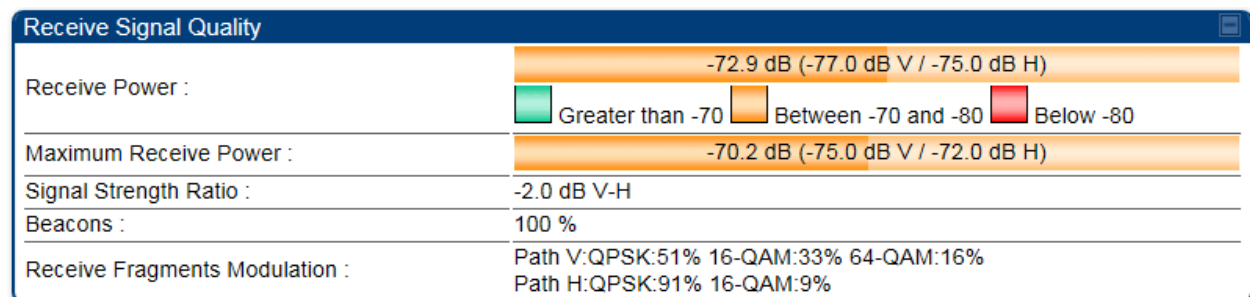 Receive Signal Quality
Receive Power :
-72.9 dB (-77.0 dB V / -75.0 dB H)
Greater than -70 Between -70 and -80 Below -80
Maximum Receive Power :
-70.2 dB (-75.0 dB V / -72.0 dB H)
Signal Strength Ratio :
-2.0 dB V-H
Beacons :
100 %
Receive Fragments Modulation :
Path V:QPSK:51% 16-QAM:33% 64-QAM:16%
Path H:QPSK:91% 16-QAM:9%